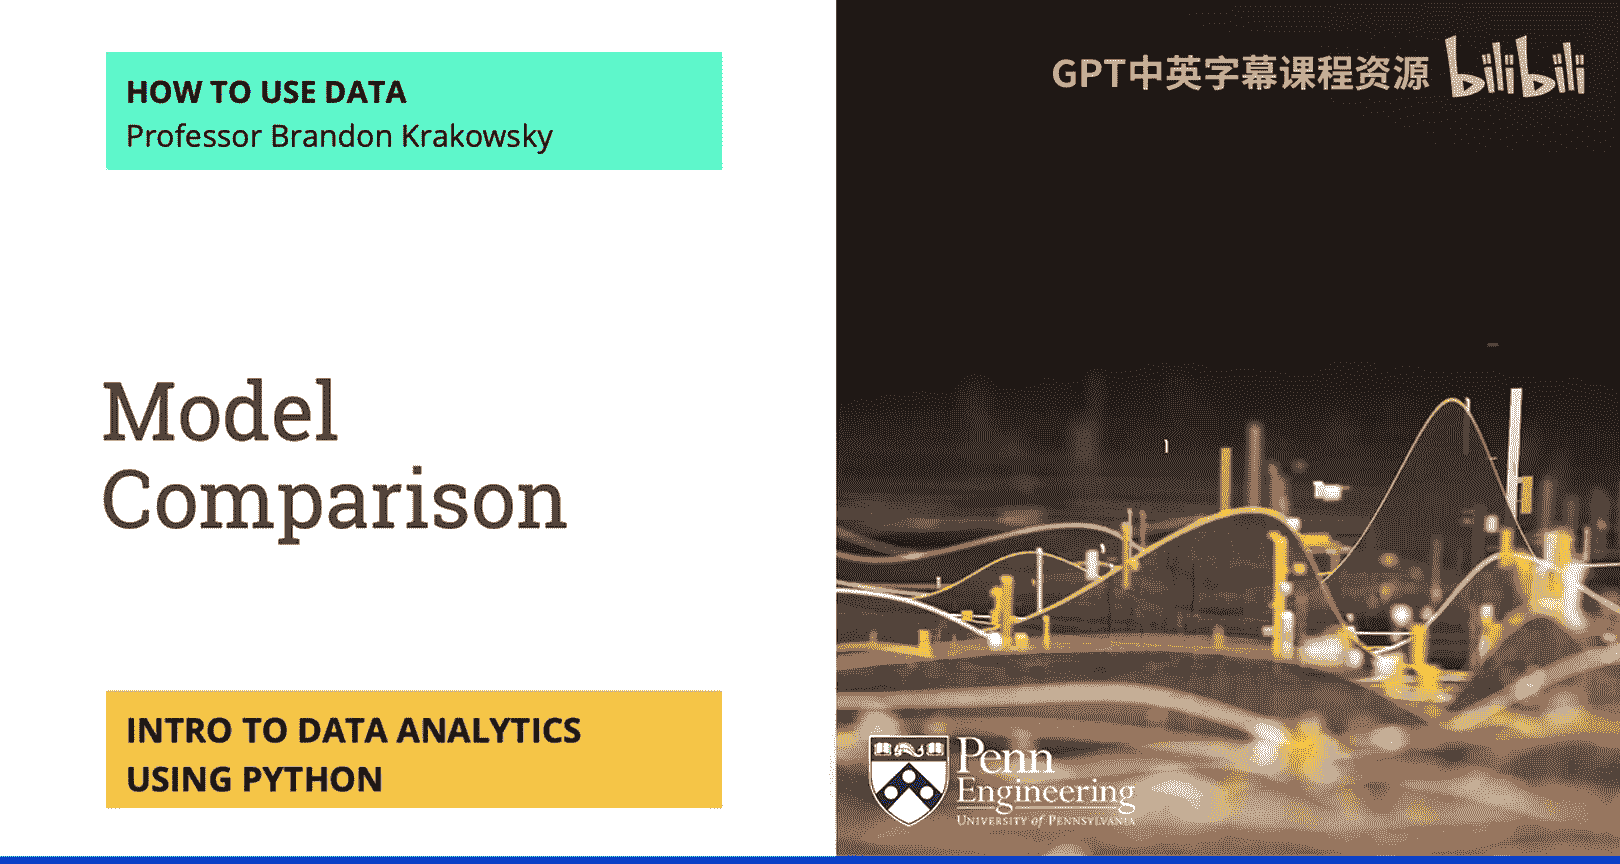 HOW TO USE DATA
Professor Brandon Krakowsky
Model
Comparison
INTRO TO DATA ANALYTICS
USING PYTHON
GPT中英字幕课程资源 bilibili
Penn
Engineering
UNIVERSITY of PENNSYLVANIA